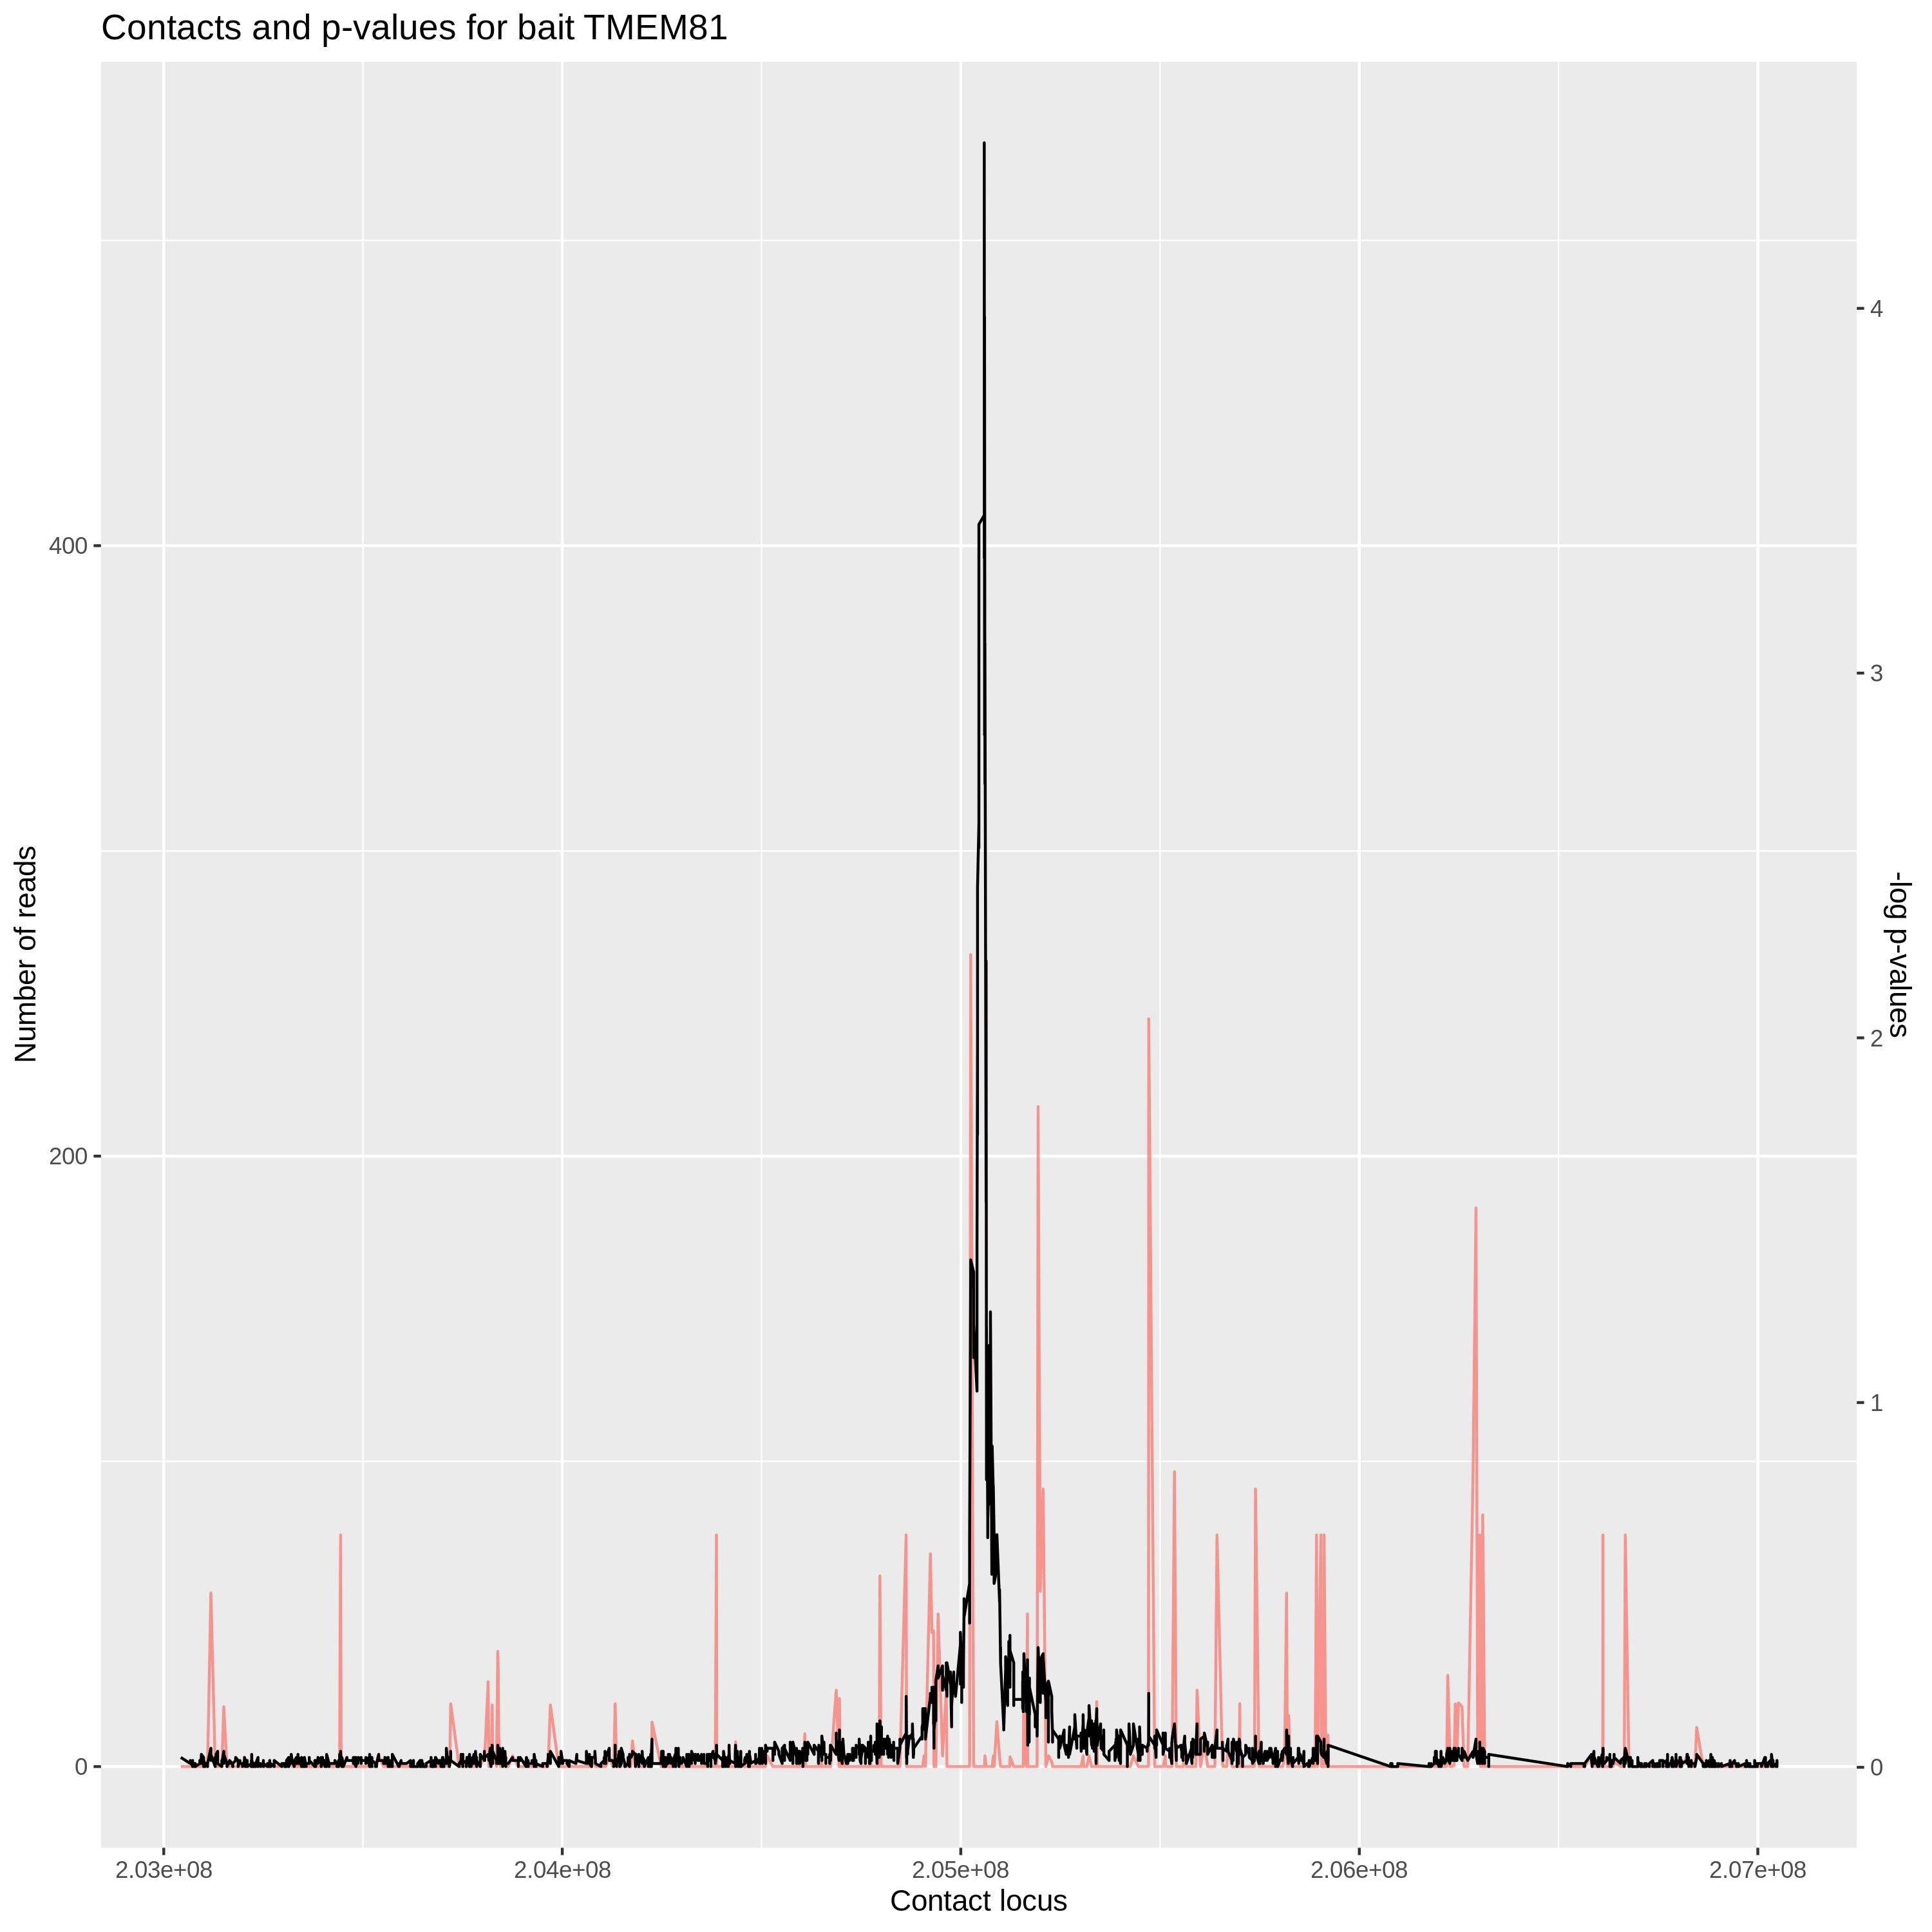 Contacts and p-values for bait TMEM81
Number of reads
400
200
0
4
3
2
1
0
-log p-values
2.03e+08 2.04e+08 2.05e+08 2.06e+08 2.07e+08
Contact locus